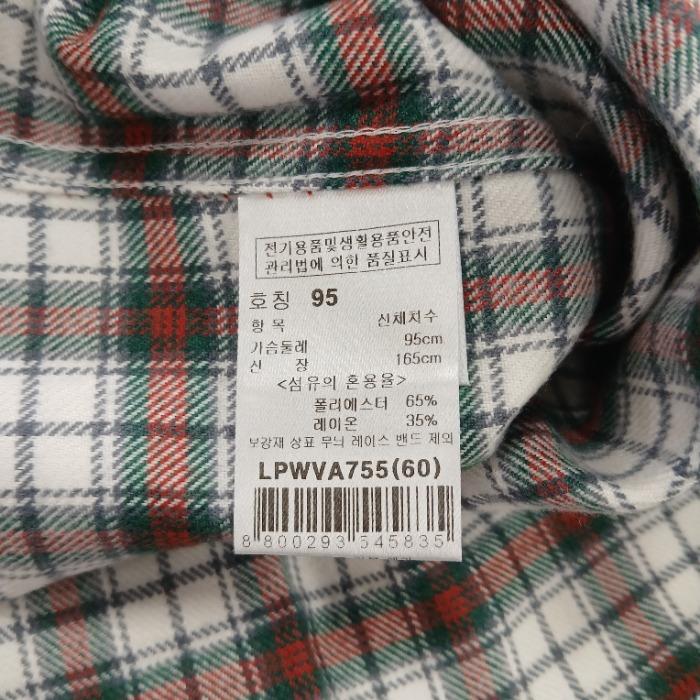 전기용품및생활용품안전
관리법에 의한 품질표시
호칭 95
항 목 신체치수
가슴둘레 95cm
신 장 165cm
<섬유의 혼용율>
폴리에스터 65%
레이온 35%
보강재 상표 무늬 레이스 밴드 제외
LPWVA755(60)
8 800293 545835